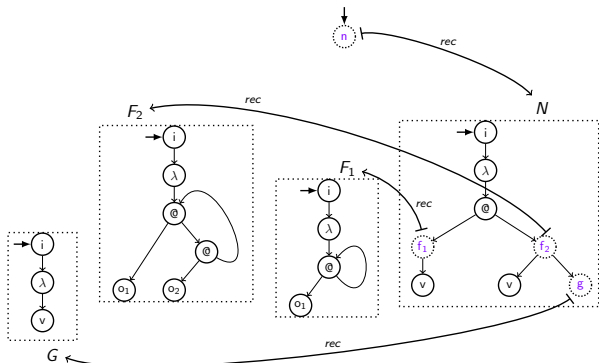 n
rec
N
F₂
rec
i
i
λ
λ
F₁
i
rec
@
λ
@
@
f₁
f₂
i
@
λ
o₁
o₂
o₁
v
v
g
v
rec
G